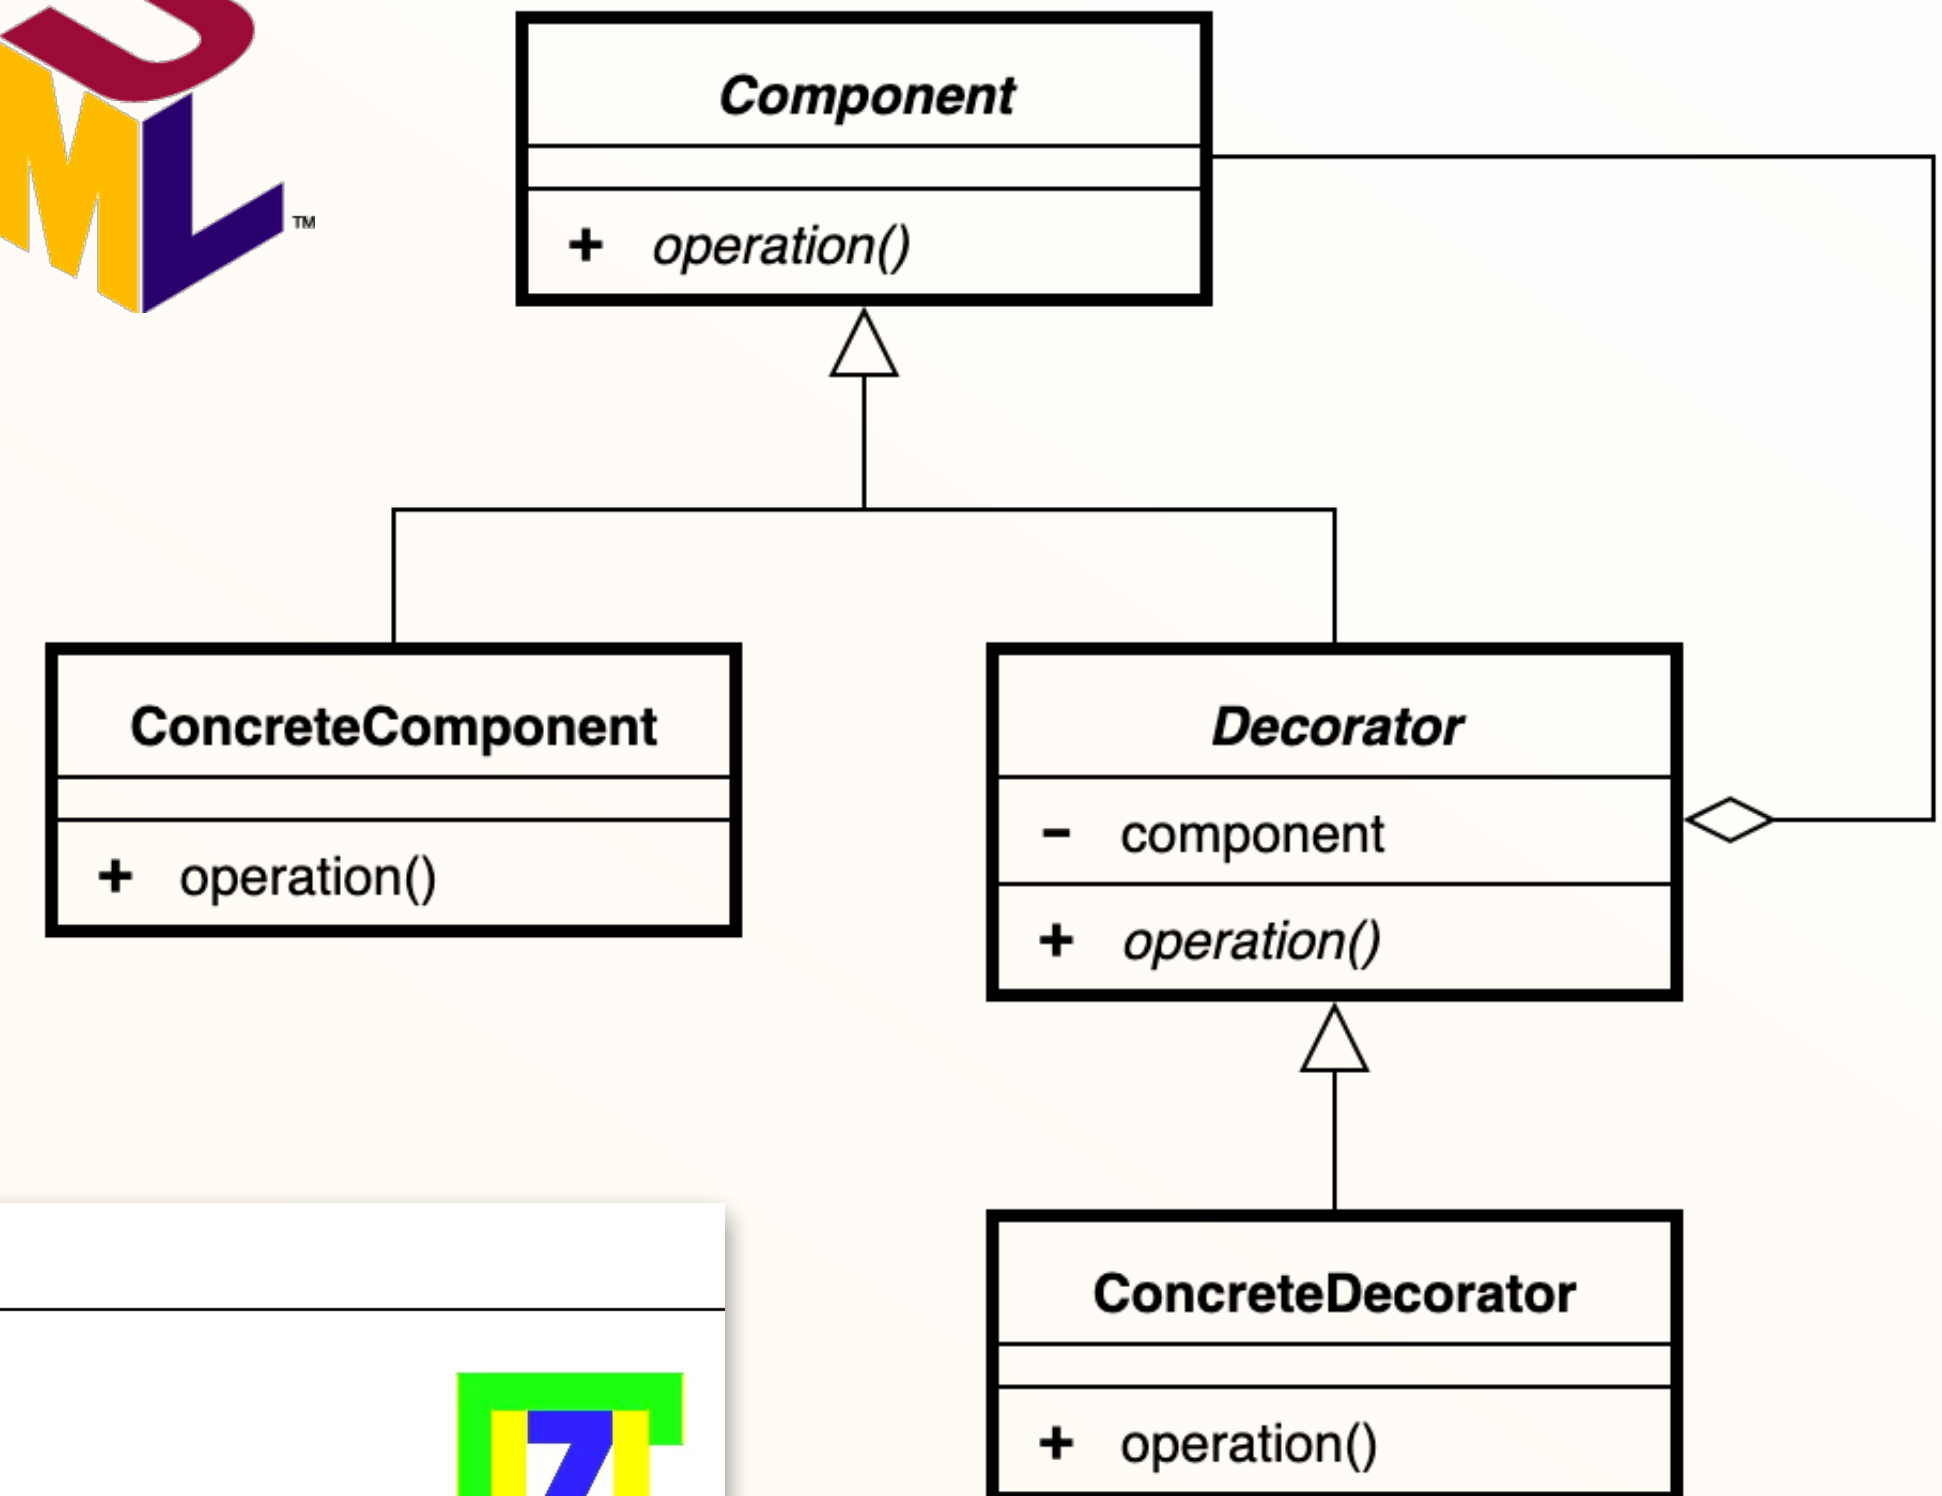 UML
TM
Component
+ operation()
ConcreteComponent
+ operation()
Decorator
- component
+ operation()
ConcreteDecorator
+ operation()